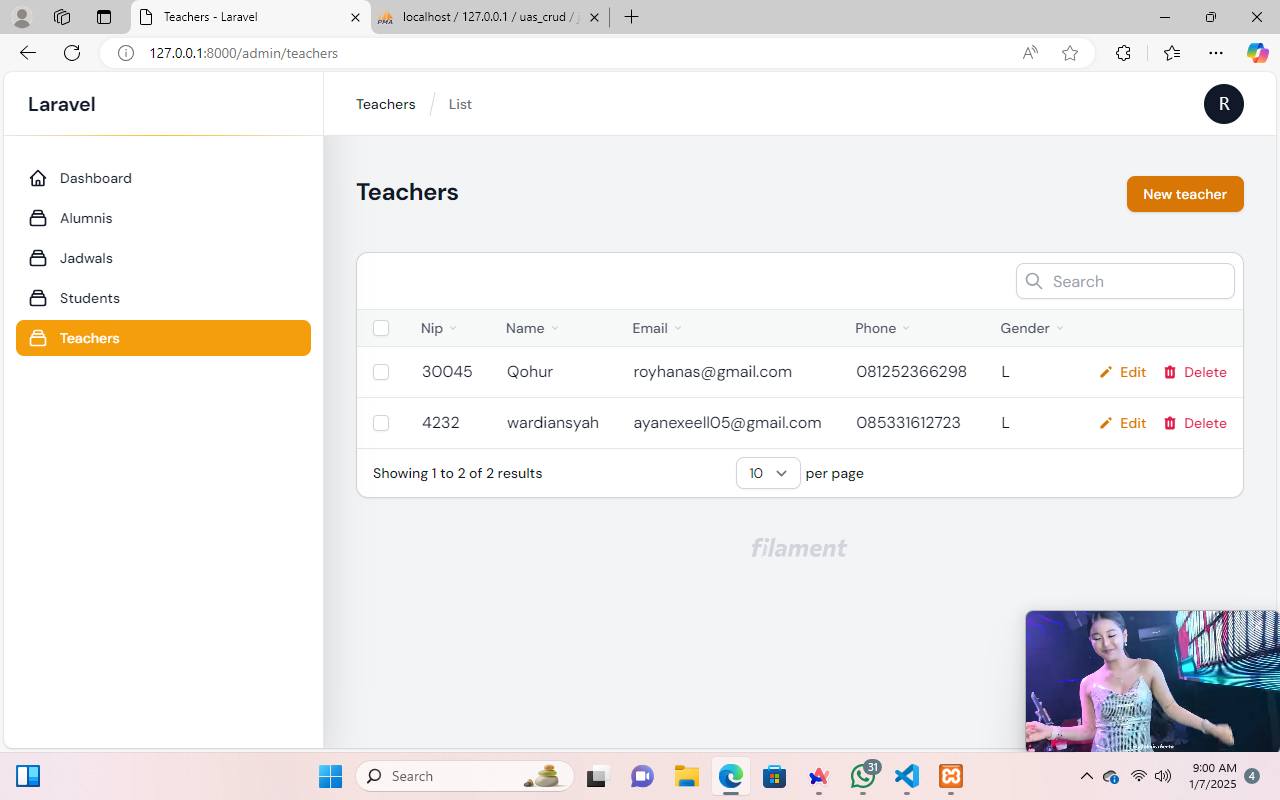 Teachers - Laravel
localhost / 127.0.0.1 / uas_crud / j
127.0.0.1:8000/admin/teachers
Laravel
Teachers / List
R
Dashboard
Alumnis
Jadwals
Students
Teachers
Teachers
New teacher
Search
Nip Name Email Phone Gender
30045 Qohur royhanas@gmail.com 081252366298 L Edit Delete
4232 wardiansyah ayanexeell05@gmail.com 085331612723 L Edit Delete
Showing 1 to 2 of 2 results 10 per page
filament
Search
31
9:00 AM
1/7/2025
4